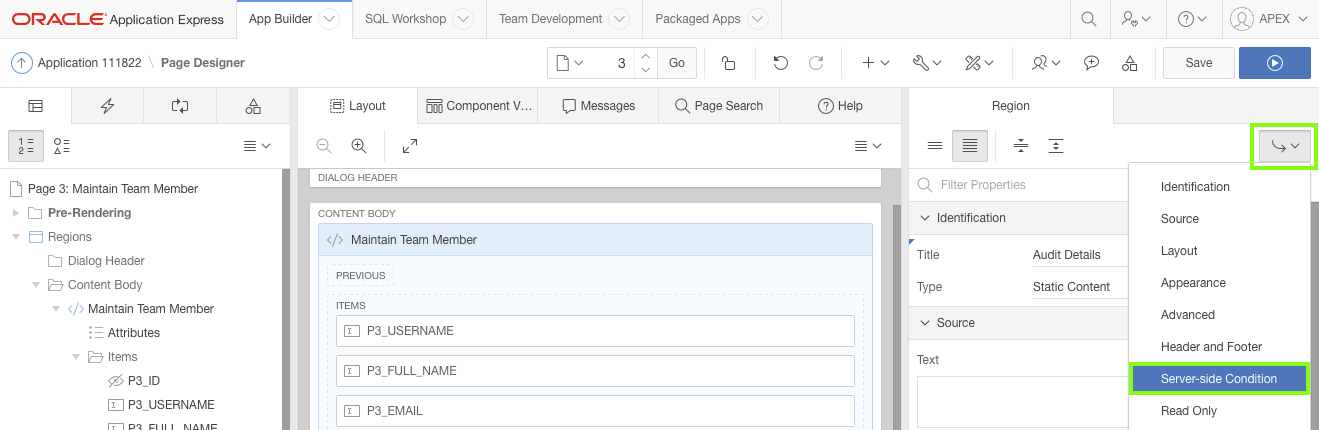 ORACLE Application Express App Builder SQL Workshop Team Development Packaged Apps APEX
Application 111822 \ Page Designer 3 Go Save
Layout Component V... Messages Page Search Help Region
Page 3: Maintain Team Member
Pre-Rendering
Regions
Dialog Header
Content Body
Maintain Team Member
Attributes
Items
P3_ID
P3_USERNAME
P3_FULL_NAME
DIALOG HEADER
CONTENT BODY
Maintain Team Member
PREVIOUS
ITEMS
P3_USERNAME
P3_FULL_NAME
P3_EMAIL
Filter Properties
Identification
Title Audit Details
Type Static Content
Source
Text
Identification
Source
Layout
Appearance
Advanced
Header and Footer
Server-side Condition
Read Only